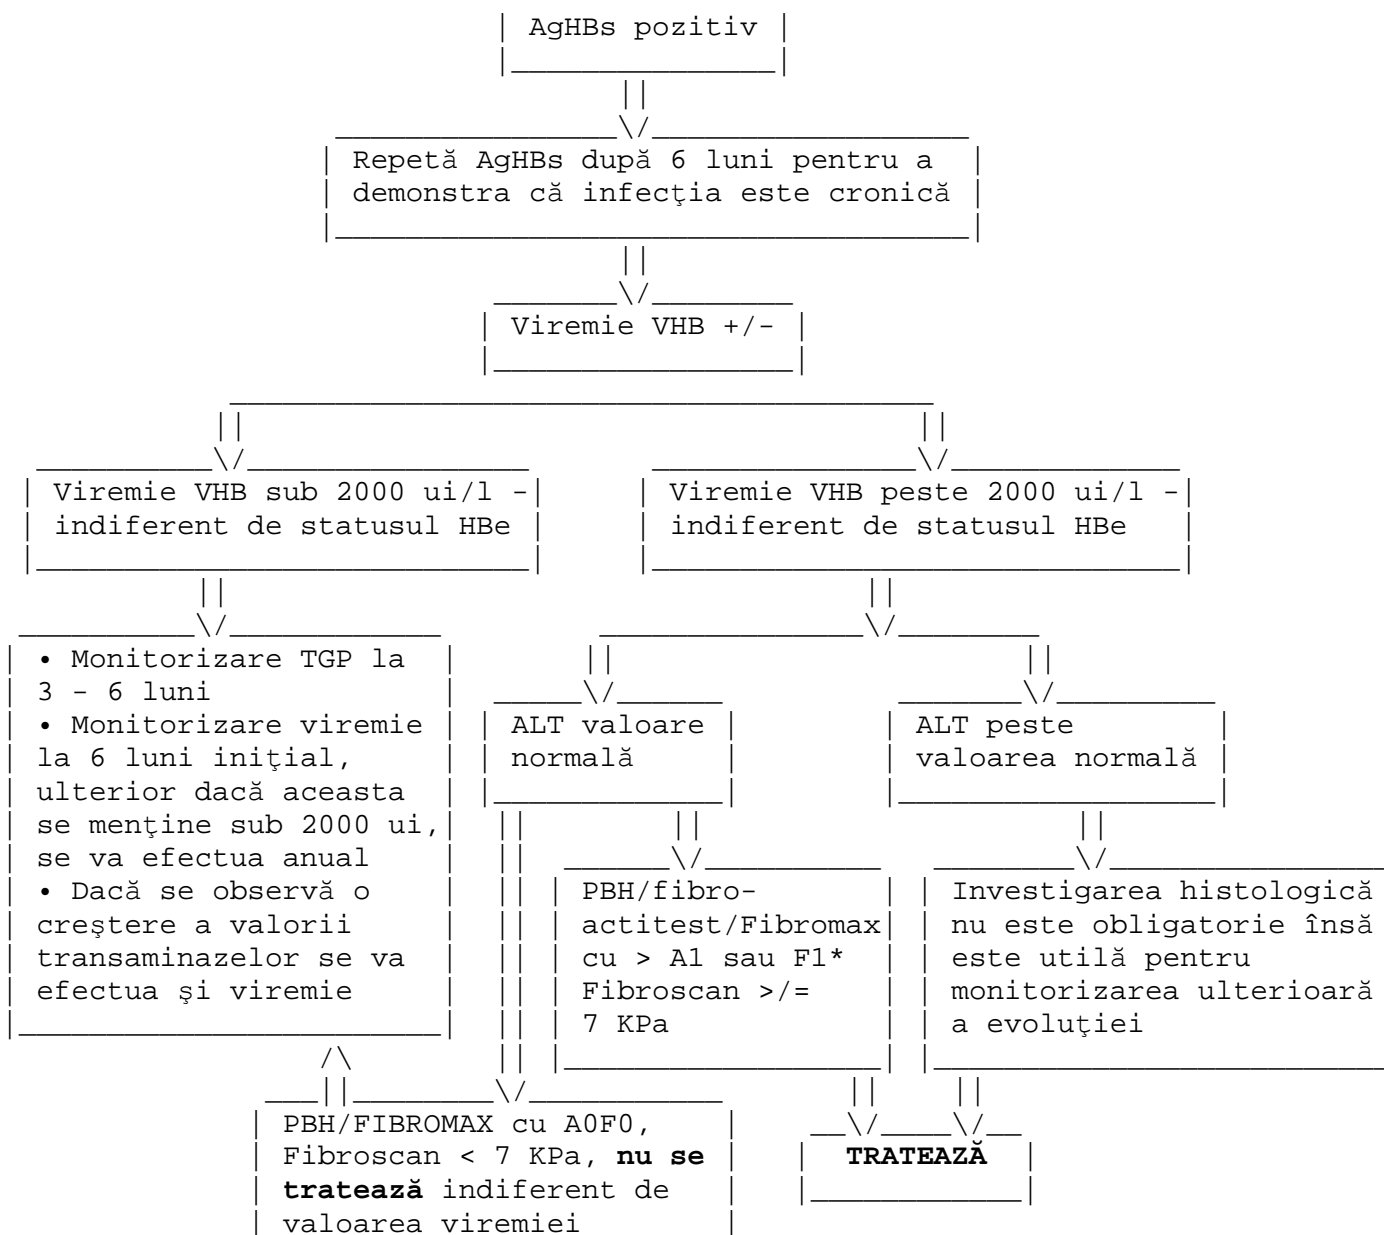 AgHBs pozitiv
Repetă AgHBs după 6 luni pentru a
demonstra că infecţia este cronică
Viremie VHB +/-
Viremie VHB sub 2000 ui/l -
indiferent de statusul HBe
Viremie VHB peste 2000 ui/l -
indiferent de statusul HBe
• Monitorizare TGP la
3 - 6 luni
• Monitorizare viremie
la 6 luni iniţial,
ulterior dacă aceasta
se menţine sub 2000 ui,
se va efectua anual
• Dacă se observă o
creştere a valorii
transaminazelor se va
efectua şi viremie
ALT valoare
normală
ALT peste
valoarea normală
PBH/fibro-
actitest/Fibromax
cu > A1 sau F1*
Fibroscan >/=
7 KPa
Investigarea histologică
nu este obligatorie însă
este utilă pentru
monitorizarea ulterioară
a evoluţiei
PBH/FIBROMAX cu A0F0,
Fibroscan < 7 KPa, nu se
tratează indiferent de
valoarea viremiei
TRATEAZĂ